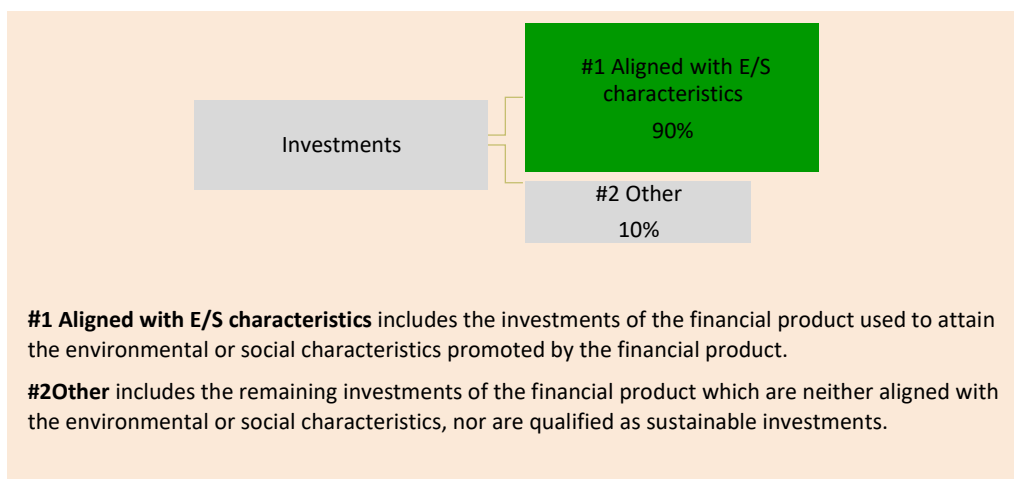 #1 Aligned with E/S
characteristics
90%
Investments
#2 Other
10%
#1 Aligned with E/S characteristics includes the investments of the financial product used to attain
the environmental or social characteristics promoted by the financial product.
#2Other includes the remaining investments of the financial product which are neither aligned with
the environmental or social characteristics, nor are qualified as sustainable investments.